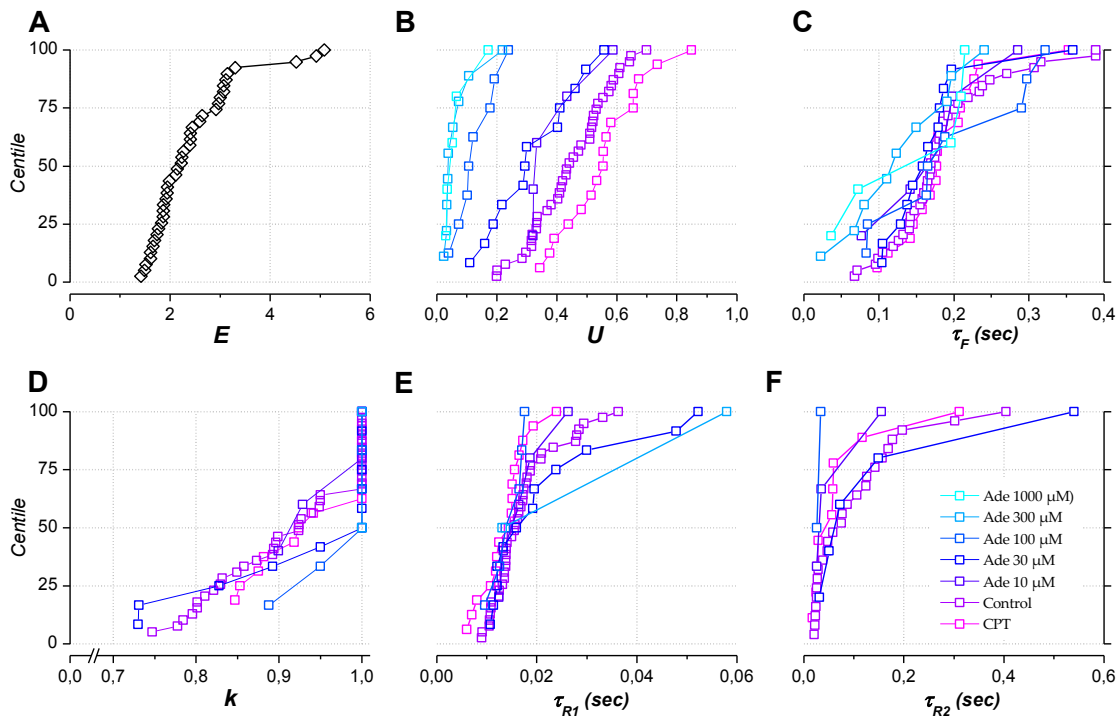 A B C
Centile 100 75 50 25 0
0 2 4 6
E
0,0 0,2 0,4 0,6 0,8 1,0
U
0,0 0,1 0,2 0,3 0,4
τF (sec)
D E F
Centile 100 75 50 25 0
0,0 0,7 0,8 0,9 1,0
k
0,00 0,02 0,04 0,06 0,08
τR1 (sec)
Ade 1000 μM)
Ade 300 μM
Ade 100 μM
Ade 30 μM
Ade 10 μM
Control
CPT
0,0 0,2 0,4 0,6
τR2 (sec)